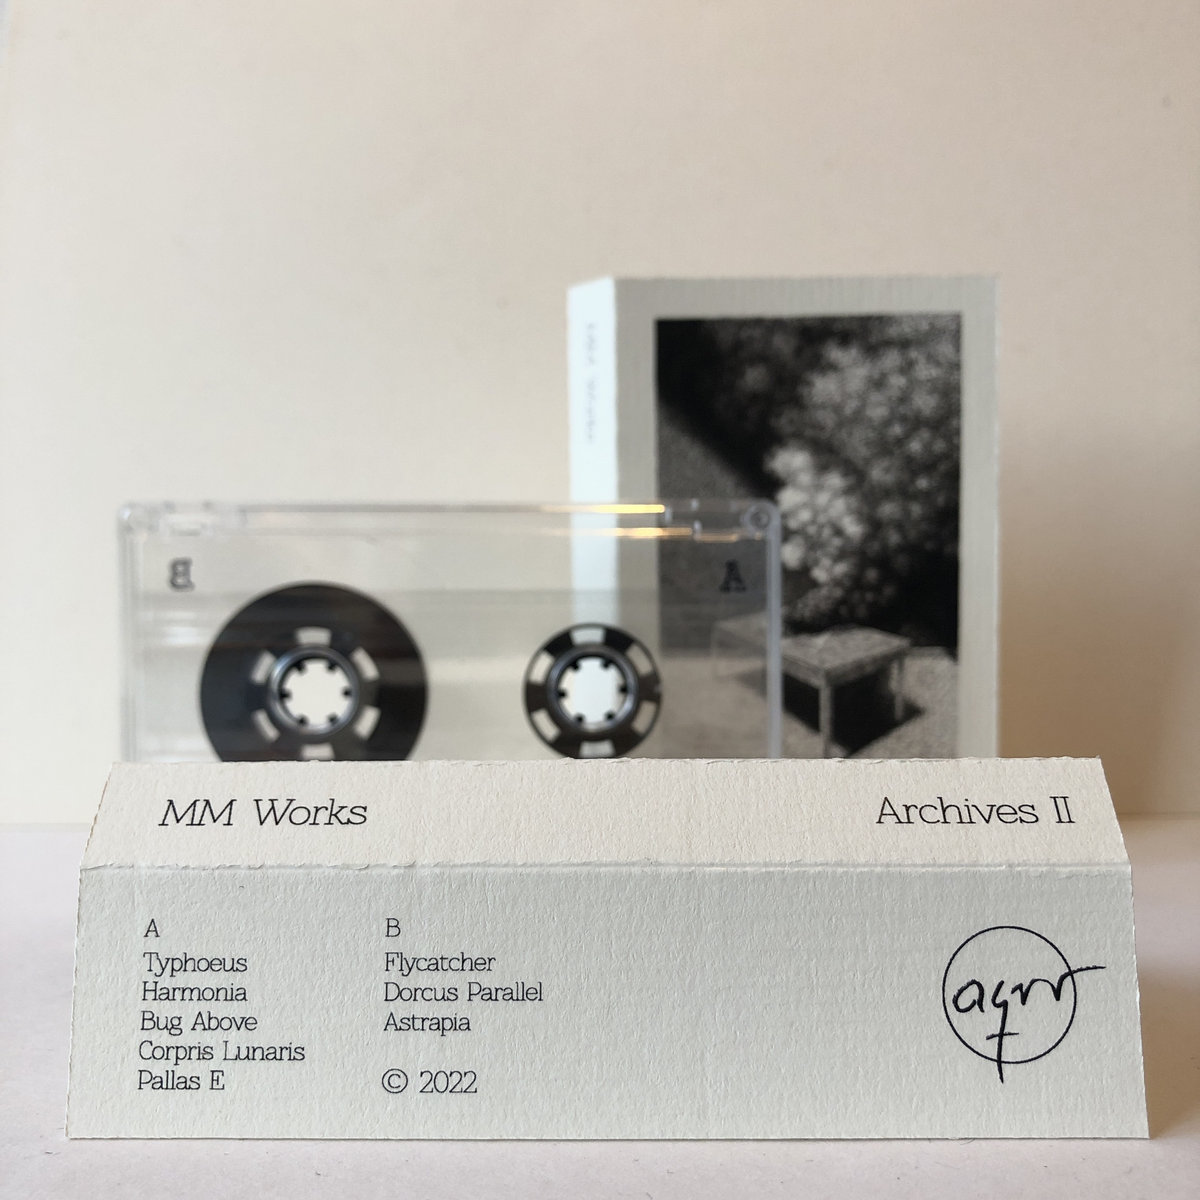 B
A
MM Works
Archives II
A
Typhoeus
Harmonia
Bug Above
Corpris Lunaris
Pallas E
B
Flycatcher
Dorcus Parallel
Astrapia
© 2022